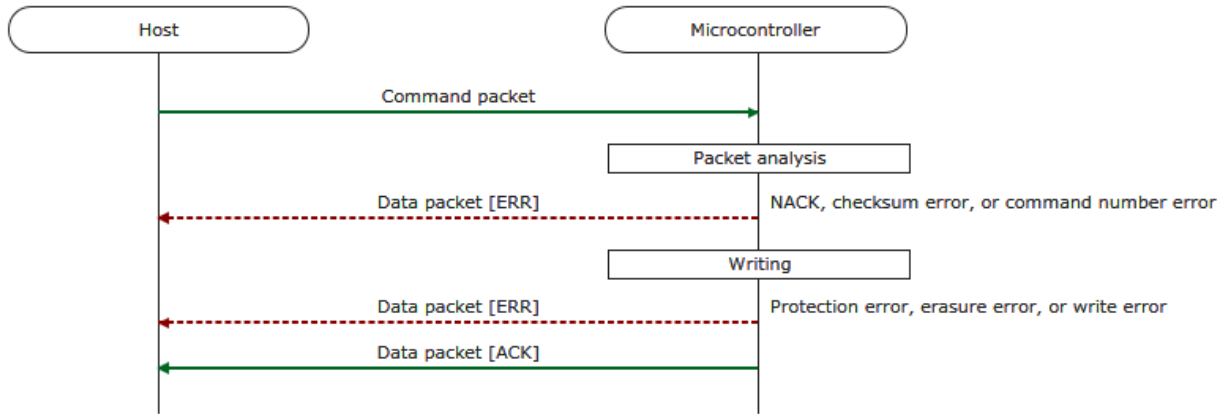 Host
Microcontroller
Command packet
Packet analysis
Data packet [ERR]
NACK, checksum error, or command number error
Writing
Data packet [ERR]
Protection error, erasure error, or write error
Data packet [ACK]